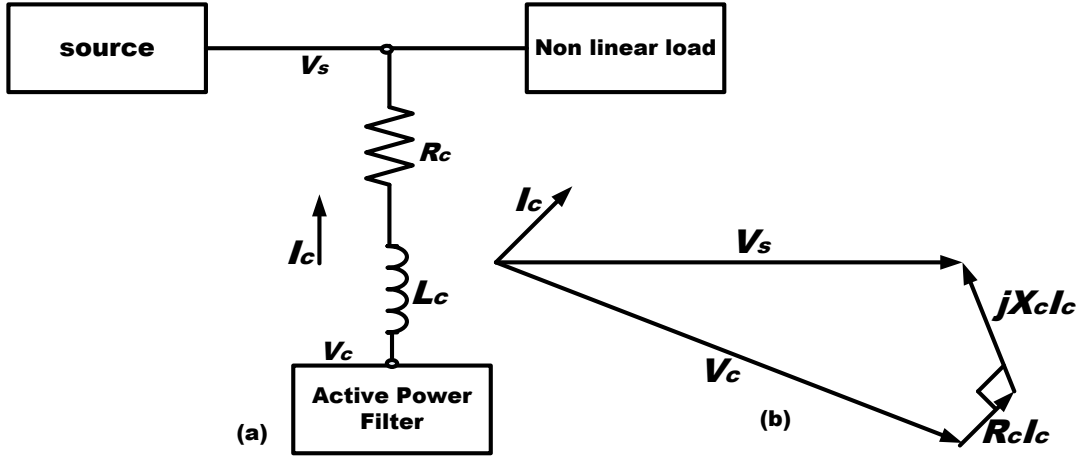 source
Vs
Non linear load
Rc
Ic
Lc
Vc
Active Power
Filter
(a)
Ic
Vs
jXcIc
Vc
RcIc
(b)